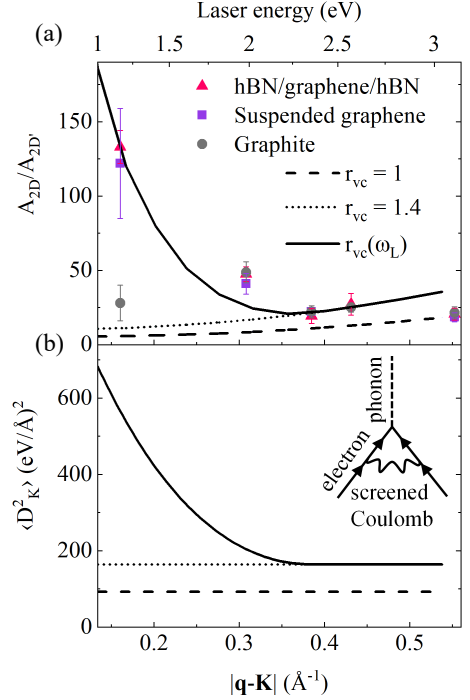 Laser energy (eV)
1 1.5 2 2.5 3
(a)
hBN/graphene/hBN
Suspended graphene
Graphite
r_vc = 1
r_vc = 1.4
r_vc(ω_L)
A_2D/A_2D'
150
100
50
0
(b)
phonon
electron
screened
Coulomb
⟨D²_K⟩ (eV/Å)²
600
400
200
0
0.2 0.3 0.4 0.5
|q-K| (Å⁻¹)